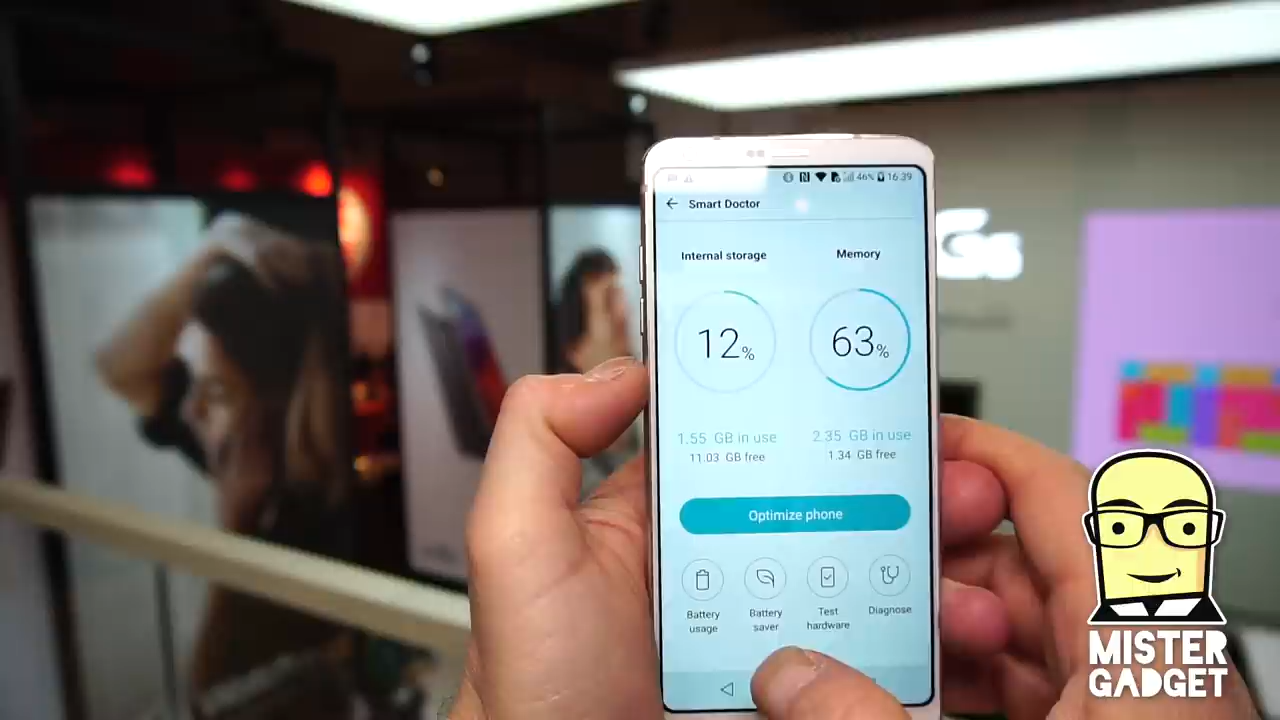 46% 16:39
Smart Doctor
Internal storage
Memory
12%
63%
1.55 GB in use
2.35 GB in use
11.03 GB free
1.34 GB free
Optimize phone
Battery usage
Battery saver
Test hardware
Diagnose
G6
MISTER
GADGET